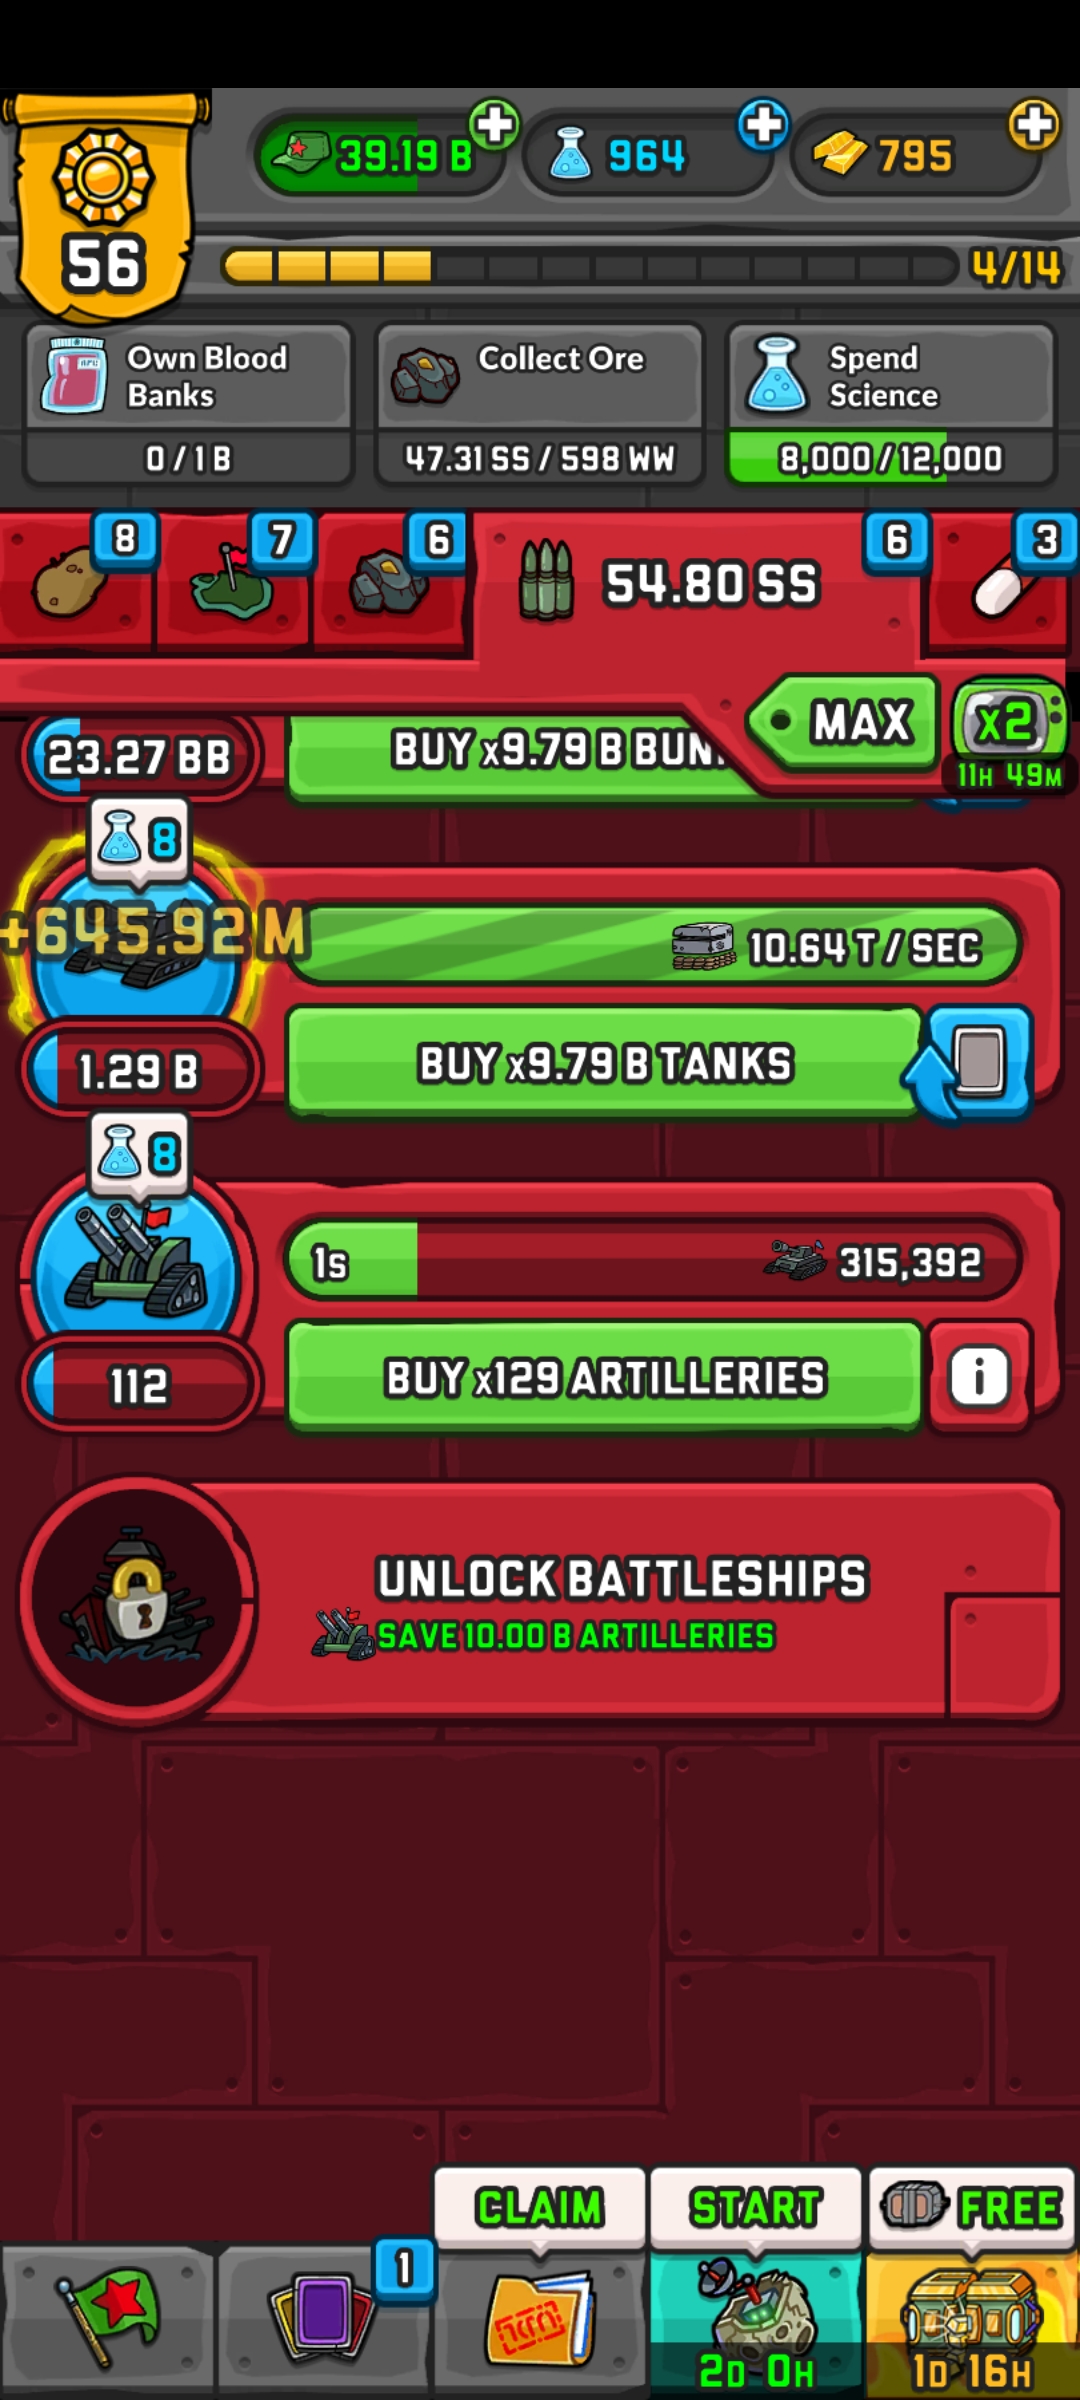 39.19 B
964
795
56
4/14
Own Blood
Banks
Collect Ore
Spend
Science
0 / 1 B
47.31 SS / 598 WW
8,000 / 12,000
8
7
6
54.80 SS
6
3
MAX
x2
11H 49M
23.27 BB
BUY x9.79 B BUN
8
+645.92 M
10.64 T / SEC
1.29 B
BUY x9.79 B TANKS
8
1s
315,392
112
BUY x129 ARTILLERIES
i
UNLOCK BATTLESHIPS
SAVE 10.00 B ARTILLERIES
CLAIM
START
FREE
1
2D 0H
1D 16H